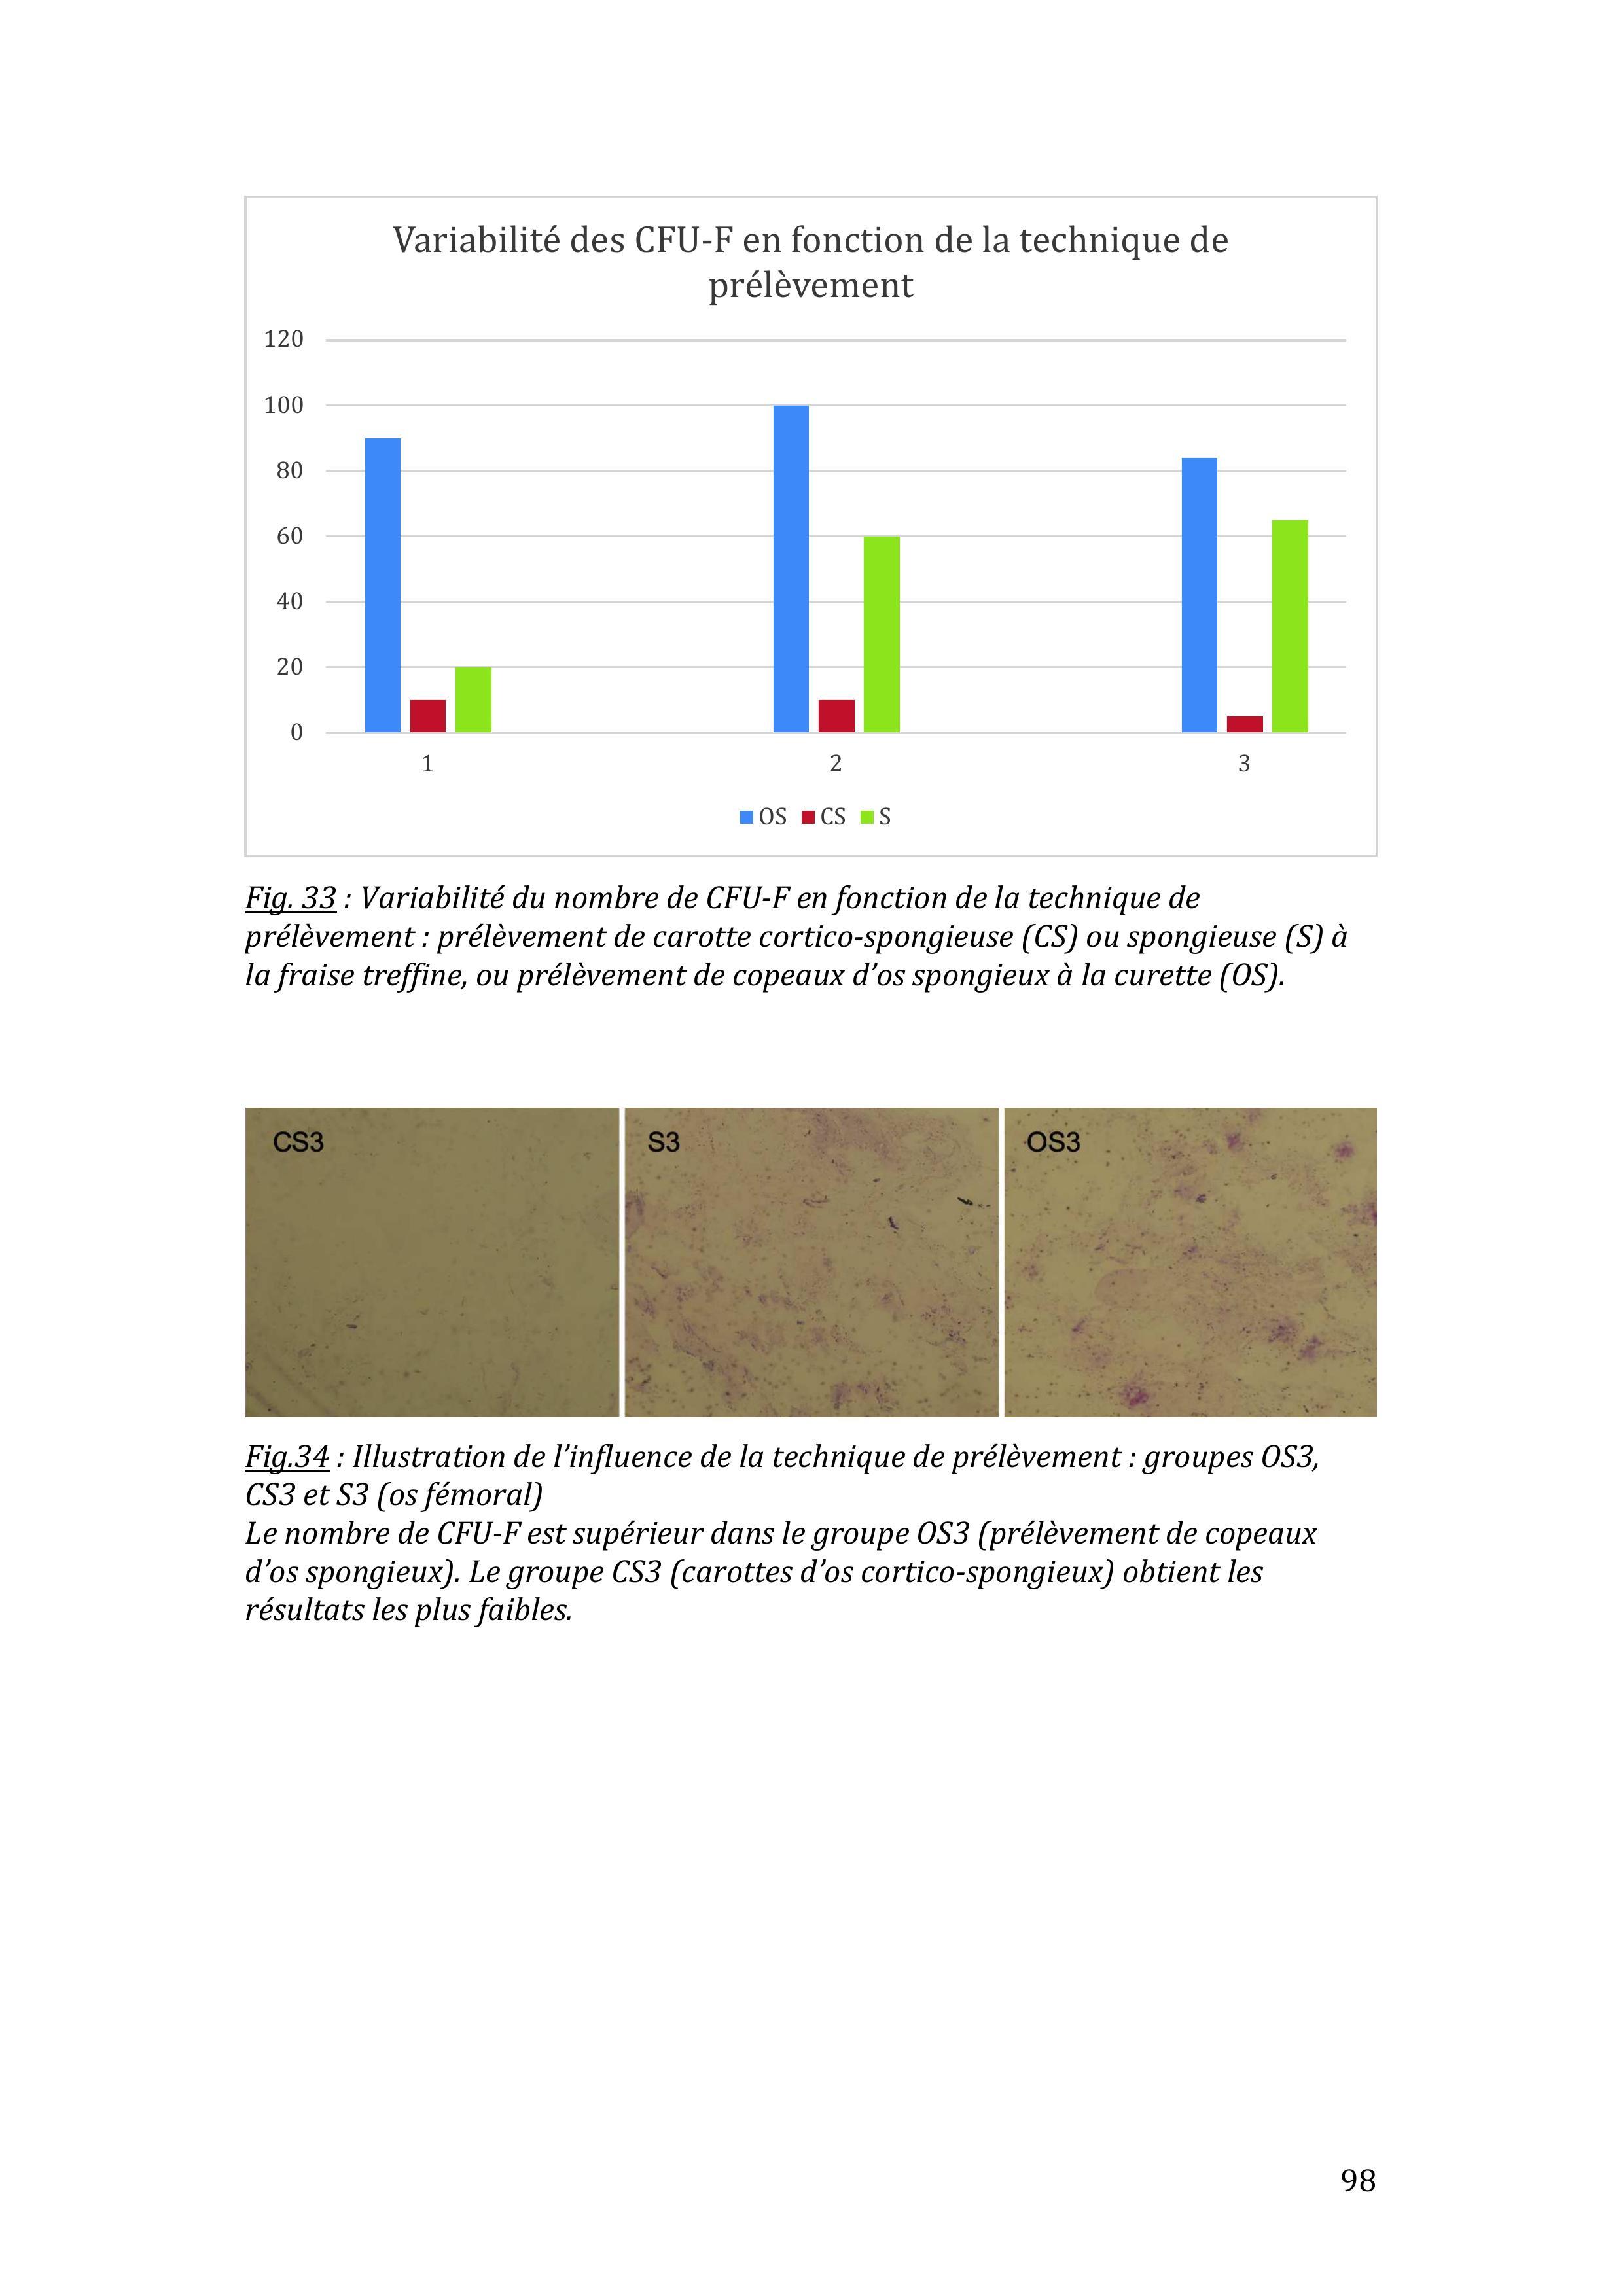 Variabilité des CFU-F en fonction de la technique de
prélèvement
120
100
80
60
40
20
0
1
2
3
OS CS S
Fig. 33 : Variabilité du nombre de CFU-F en fonction de la technique de
prélèvement : prélèvement de carotte cortico-spongieuse (CS) ou spongieuse (S) à
la fraise treffine, ou prélèvement de copeaux d’os spongieux à la curette (OS).
CS3
S3
OS3
Fig.34 : Illustration de l’influence de la technique de prélèvement : groupes OS3,
CS3 et S3 (os fémoral)
Le nombre de CFU-F est supérieur dans le groupe OS3 (prélèvement de copeaux
d’os spongieux). Le groupe CS3 (carottes d’os cortico-spongieux) obtient les
résultats les plus faibles.
98